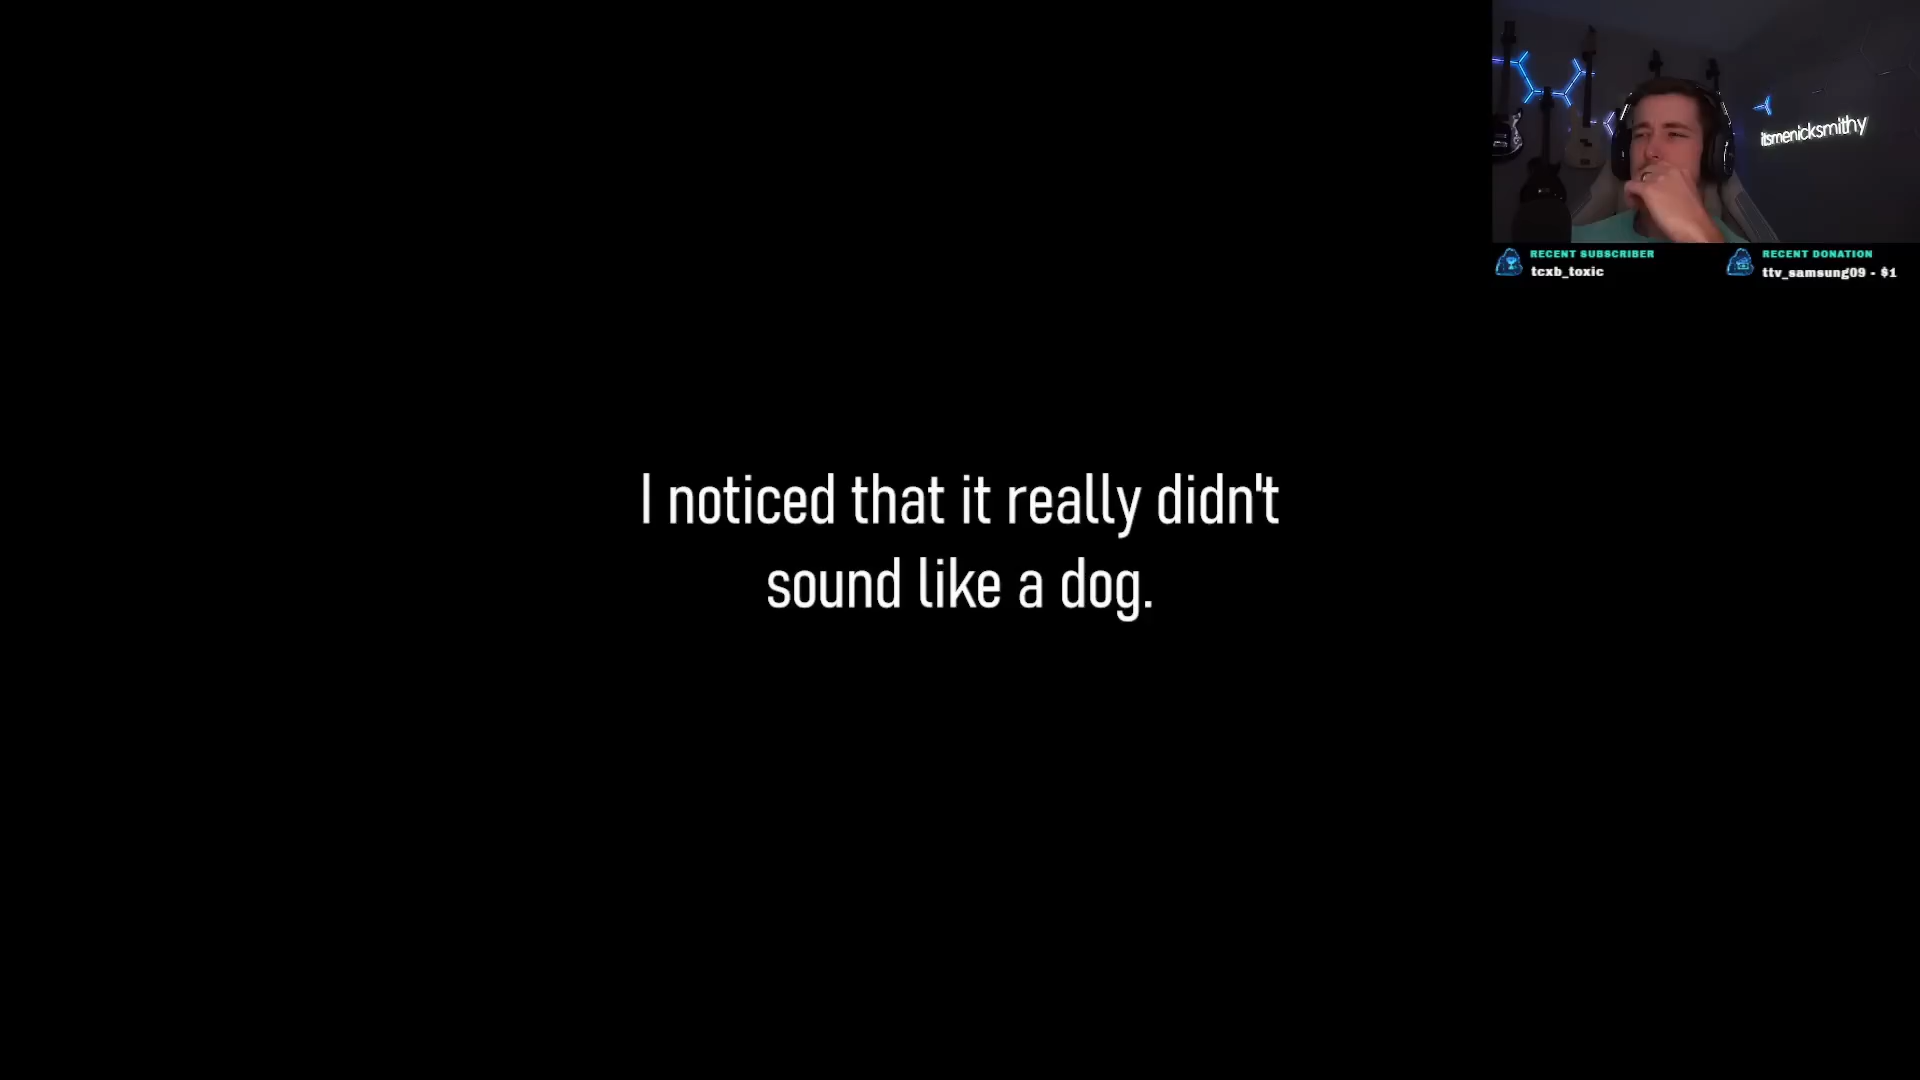 itsmenicksmithy
RECENT SUBSCRIBER
tcxb_toxic
RECENT DONATION
ttv_samsung09 - $1
I noticed that it really didn't
sound like a dog.